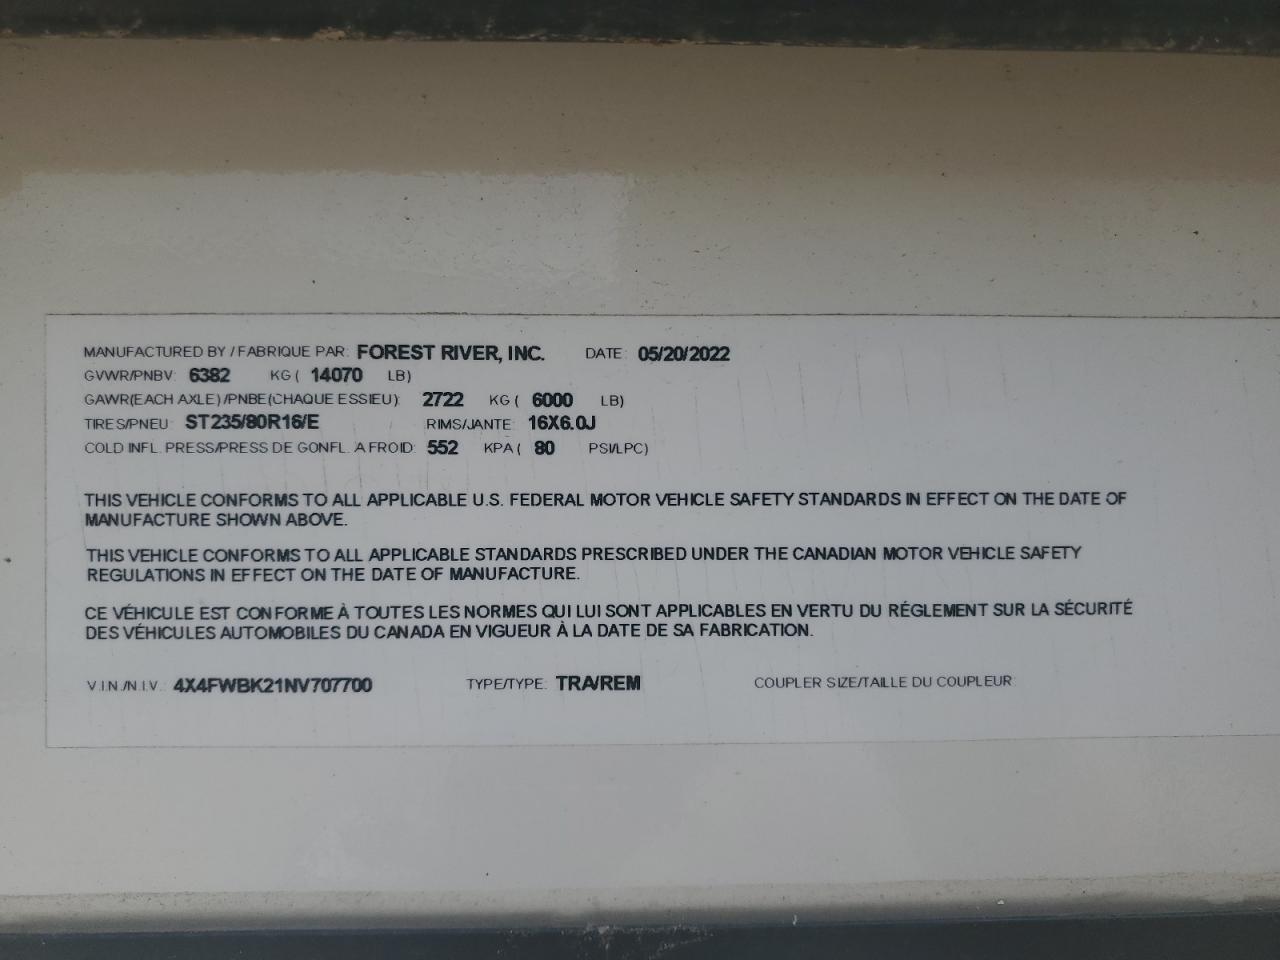 MANUFACTURED BY / FABRIQUE PAR: FOREST RIVER, INC. DATE: 05/20/2022
GVWR/PNBV: 6382 KG ( 14070 LB)
GAWR(EACH AXLE) /PNBE(CHAQUE ESSIEU): 2722 KG ( 6000 LB)
TIRES/PNEU: ST235/80R16/E RIMS/JANTE: 16X6.0J
COLD INFL. PRESS/PRESS DE GONFL. A FROID: 552 KPA ( 80 PSI/LPC)
THIS VEHICLE CONFORMS TO ALL APPLICABLE U.S. FEDERAL MOTOR VEHICLE SAFETY STANDARDS IN EFFECT ON THE DATE OF
MANUFACTURE SHOWN ABOVE.
THIS VEHICLE CONFORMS TO ALL APPLICABLE STANDARDS PRESCRIBED UNDER THE CANADIAN MOTOR VEHICLE SAFETY
REGULATIONS IN EFFECT ON THE DATE OF MANUFACTURE.
CE VÉHICULE EST CONFORME À TOUTES LES NORMES QUI LUI SONT APPLICABLES EN VERTU DU RÉGLEMENT SUR LA SÉCURITÉ
DES VÉHICULES AUTOMOBILES DU CANADA EN VIGUEUR À LA DATE DE SA FABRICATION.
V.I.N./N.I.V.: 4X4FWBK21NV707700 TYPE/TYPE: TRA/REM COUPLER SIZE/TAILLE DU COUPLEUR: